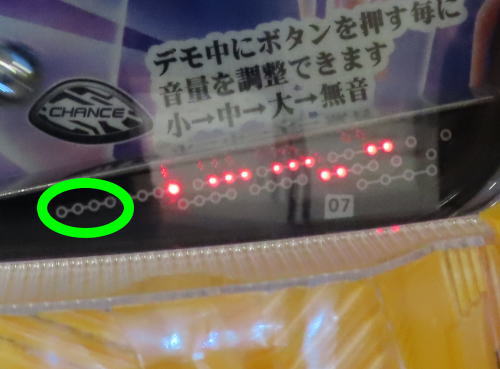 デモ中にボタンを押す毎に
音量を調整できます
小→中→大→無音
CHANCE
07